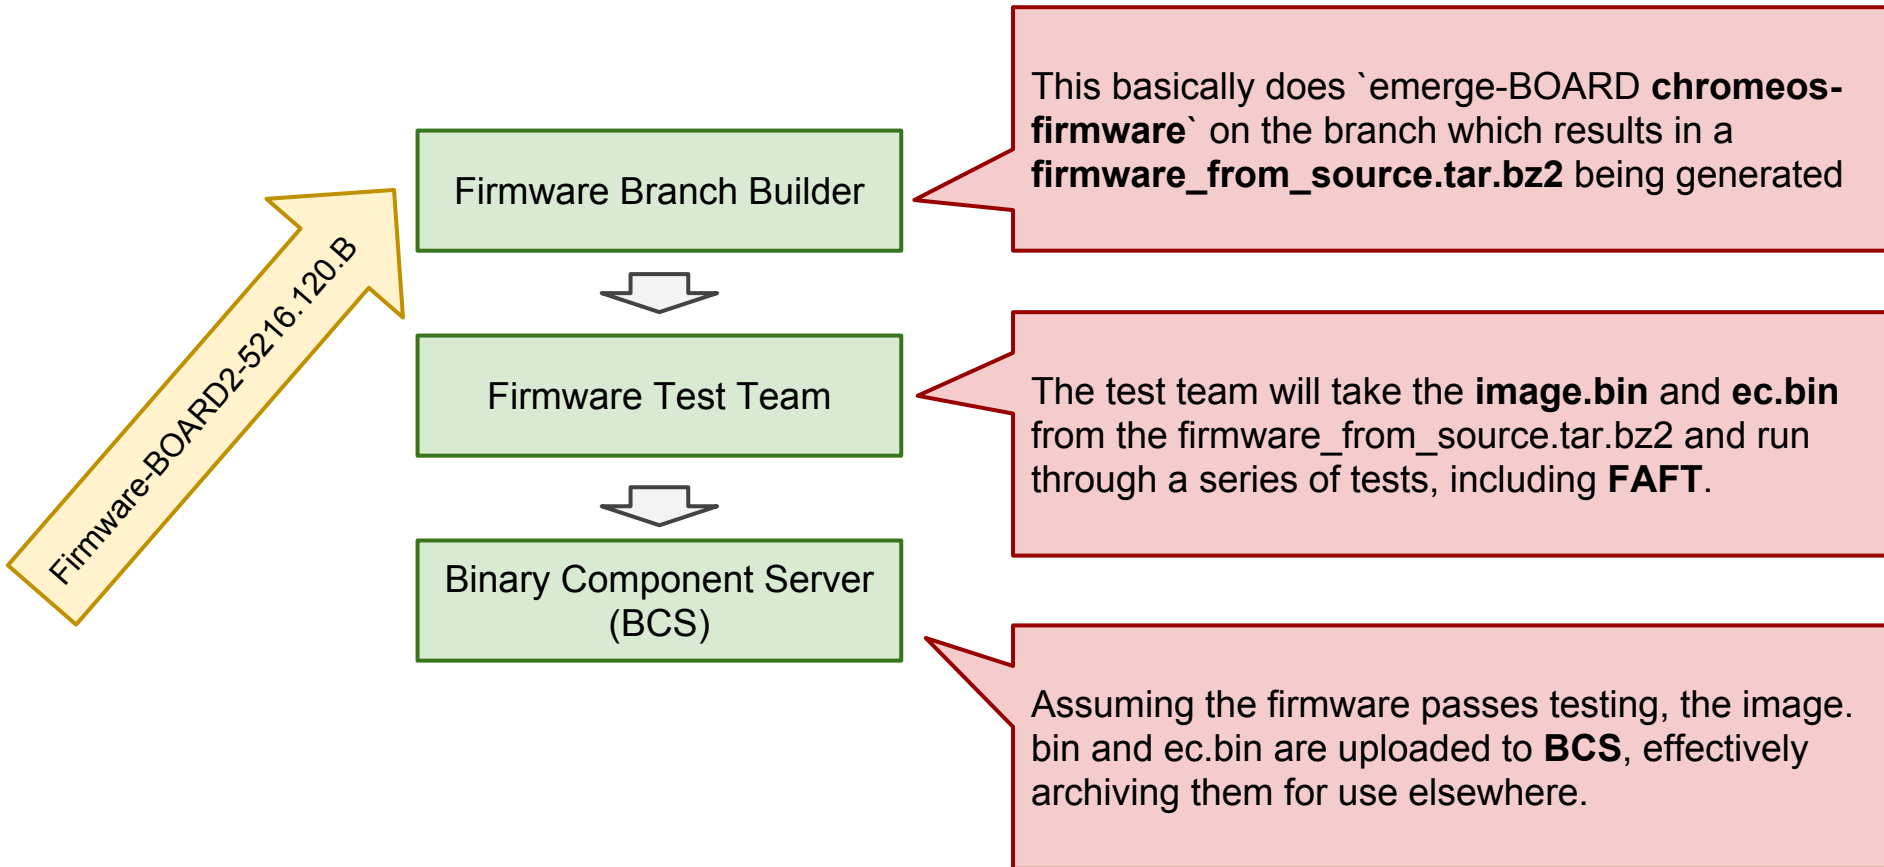 This basically does `emerge-BOARD chromeos-
firmware` on the branch which results in a
firmware_from_source.tar.bz2 being generated
Firmware Branch Builder
Firmware-BOARD2-5216.120.B
Firmware Test Team
The test team will take the image.bin and ec.bin
from the firmware_from_source.tar.bz2 and run
through a series of tests, including FAFT.
Binary Component Server
(BCS)
Assuming the firmware passes testing, the image.
bin and ec.bin are uploaded to BCS, effectively
archiving them for use elsewhere.